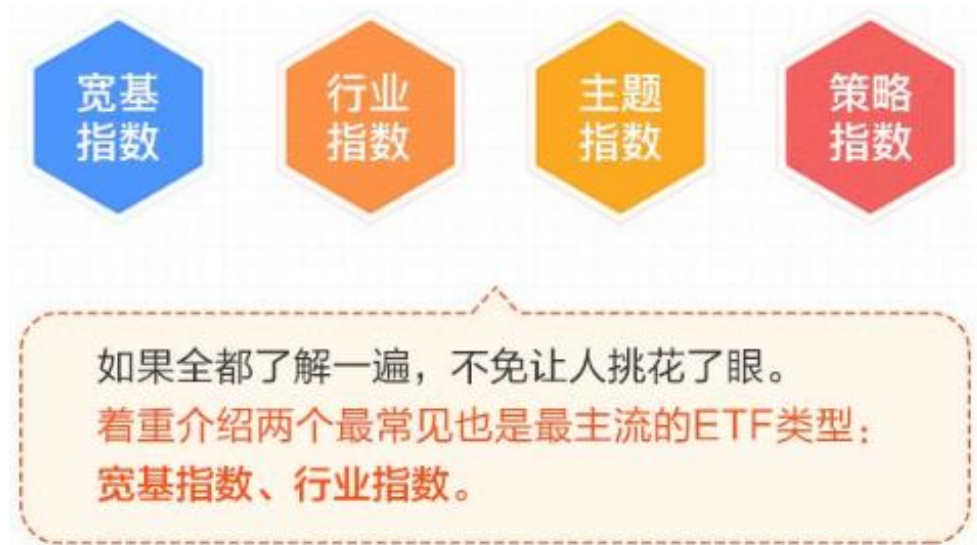 宽基
指数
行业
指数
主题
指数
策略
指数
如果全都了解一遍，不免让人挑花了眼。
着重介绍两个最常见也是最主流的ETF类型：
宽基指数、行业指数。